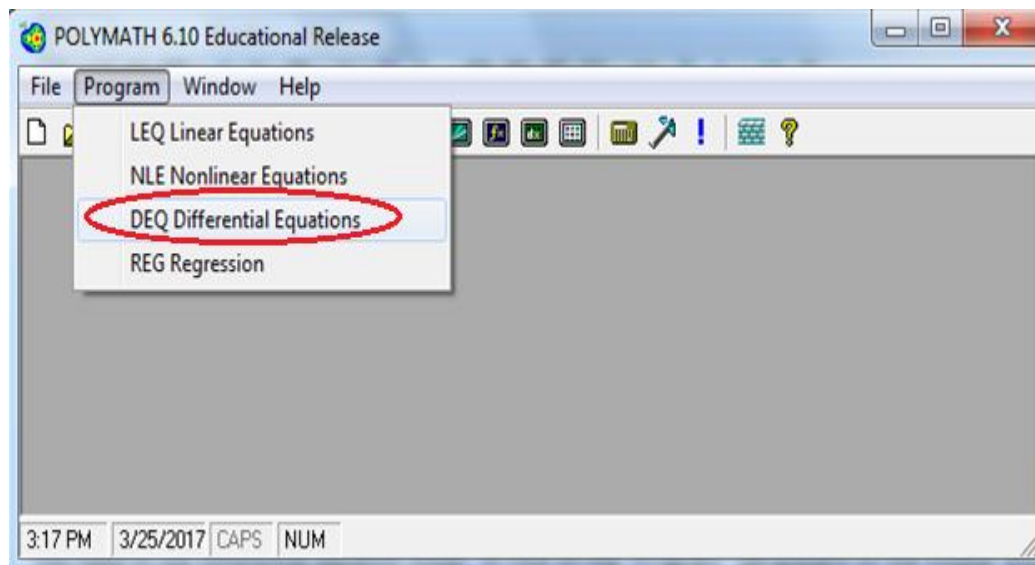 POLYMATH 6.10 Educational Release
File Program Window Help
LEQ Linear Equations
NLE Nonlinear Equations
DEQ Differential Equations
REG Regression
3:17 PM 3/25/2017 CAPS NUM